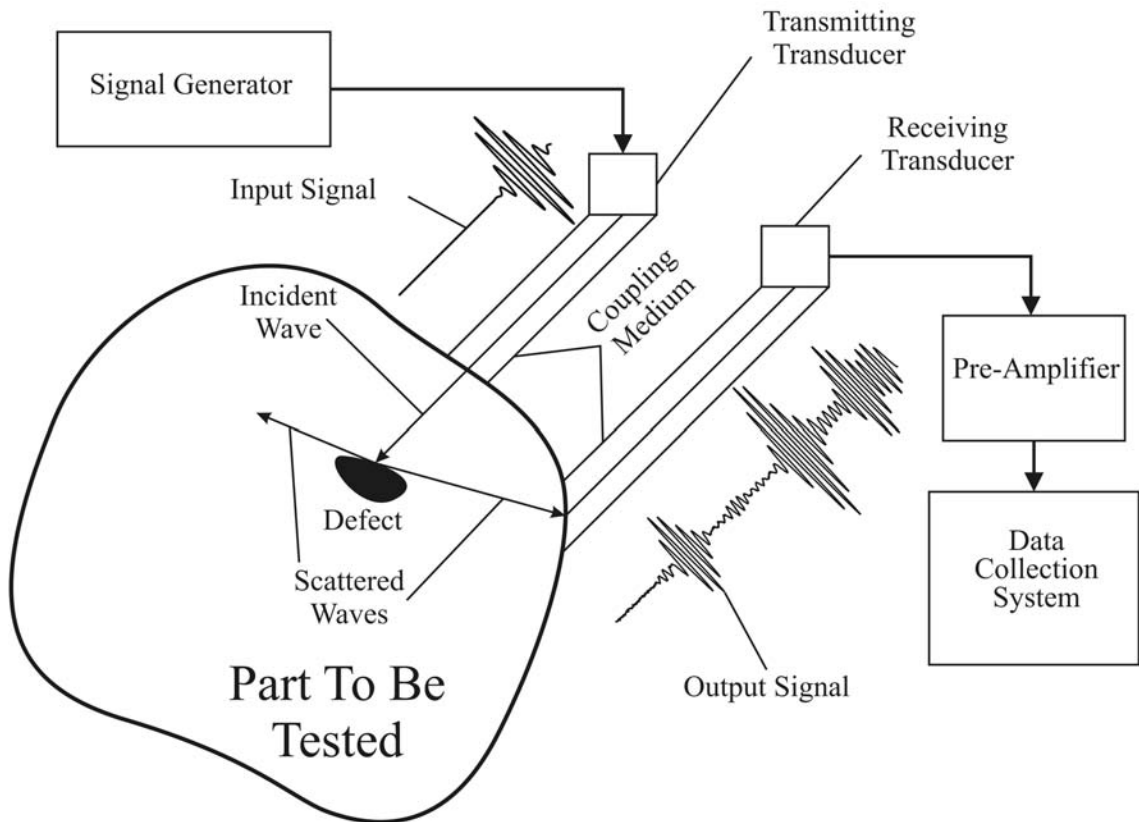 Transmitting
Transducer
Signal Generator
Receiving
Transducer
Input Signal
Coupling
Medium
Incident
Wave
Pre-Amplifier
Defect
Data
Collection
System
Scattered
Waves
Part To Be
Tested
Output Signal